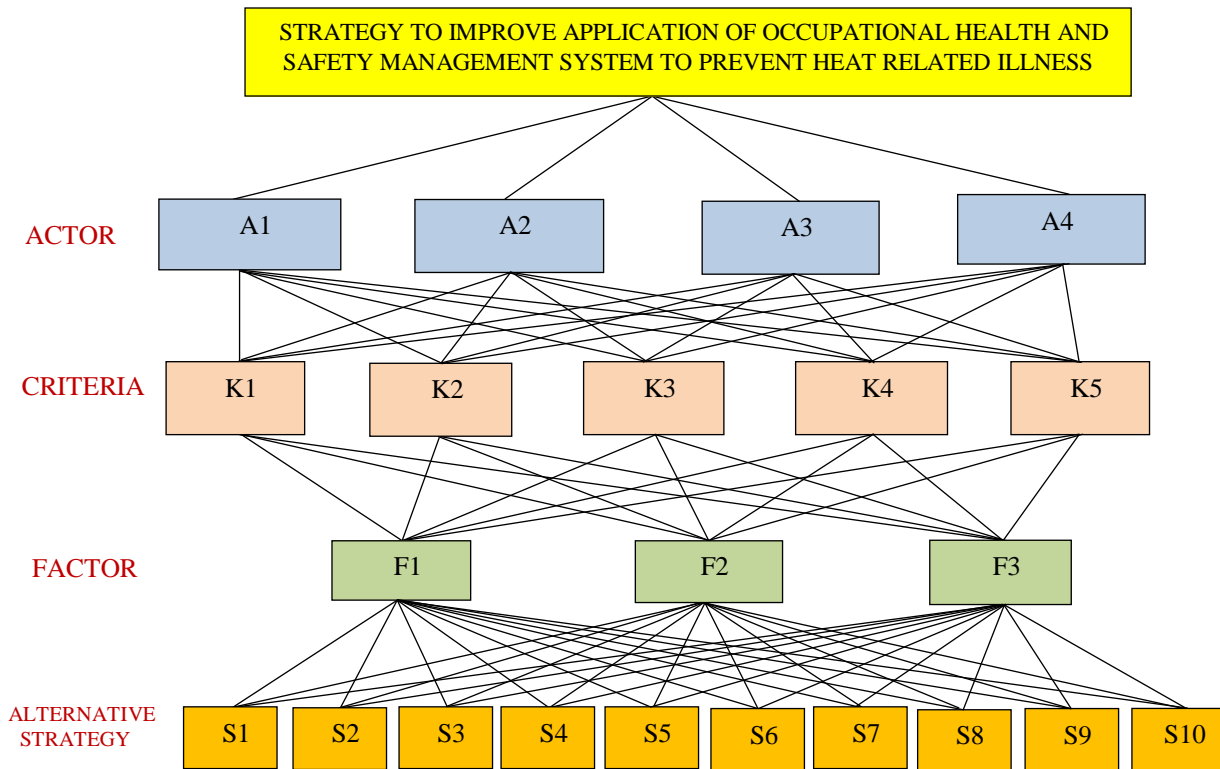 STRATEGY TO IMPROVE APPLICATION OF OCCUPATIONAL HEALTH AND
SAFETY MANAGEMENT SYSTEM TO PREVENT HEAT RELATED ILLNESS
ACTOR
A1
A2
A3
A4
CRITERIA
K1
K2
K3
K4
K5
FACTOR
F1
F2
F3
ALTERNATIVE
STRATEGY
S1
S2
S3
S4
S5
S6
S7
S8
S9
S10